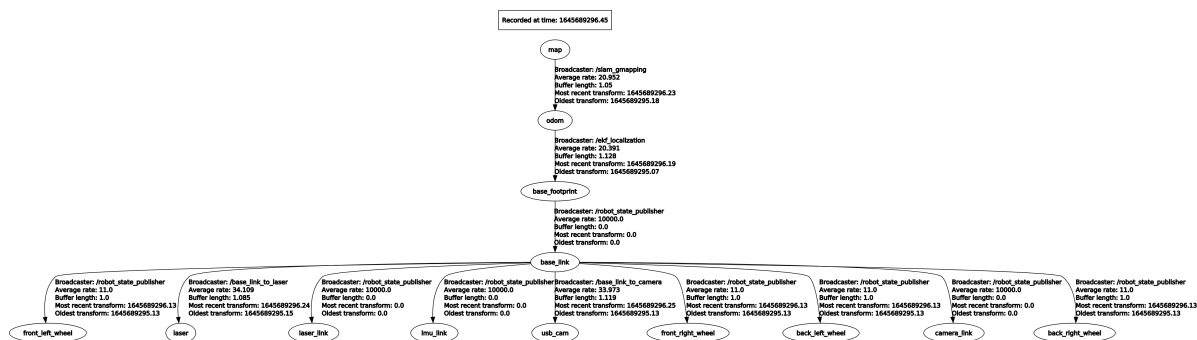 Recorded at time: 1645689296.45
map
Broadcaster: /slam_gmapping
Average rate: 20.952
Buffer length: 1.05
Most recent transform: 1645689296.23
Oldest transform: 1645689295.18
odom
Broadcaster: /ekf_localization
Average rate: 20.391
Buffer length: 1.128
Most recent transform: 1645689296.19
Oldest transform: 1645689295.07
base_footprint
Broadcaster: /robot_state_publisher
Average rate: 10000.0
Buffer length: 0.0
Most recent transform: 0.0
Oldest transform: 0.0
base_link
Broadcaster: /robot_state_publisher
Average rate: 11.0
Buffer length: 1.0
Most recent transform: 1645689296.13
Oldest transform: 1645689295.13
front_left_wheel
Broadcaster: /base_link_to_laser
Average rate: 34.109
Buffer length: 1.085
Most recent transform: 1645689296.24
Oldest transform: 1645689295.15
laser
Broadcaster: /robot_state_publisher
Average rate: 10000.0
Buffer length: 0.0
Most recent transform: 0.0
Oldest transform: 0.0
laser_link
Broadcaster: /robot_state_publisher
Average rate: 10000.0
Buffer length: 0.0
Most recent transform: 0.0
Oldest transform: 0.0
imu_link
Broadcaster: /base_link_to_camera
Average rate: 33.973
Buffer length: 1.119
Most recent transform: 1645689296.25
Oldest transform: 1645689295.13
usb_cam
Broadcaster: /robot_state_publisher
Average rate: 11.0
Buffer length: 1.0
Most recent transform: 1645689296.13
Oldest transform: 1645689295.13
front_right_wheel
Broadcaster: /robot_state_publisher
Average rate: 11.0
Buffer length: 1.0
Most recent transform: 1645689296.13
Oldest transform: 1645689295.13
back_left_wheel
Broadcaster: /robot_state_publisher
Average rate: 10000.0
Buffer length: 0.0
Most recent transform: 0.0
Oldest transform: 0.0
camera_link
Broadcaster: /robot_state_publisher
Average rate: 11.0
Buffer length: 1.0
Most recent transform: 1645689296.13
Oldest transform: 1645689295.13
back_right_wheel